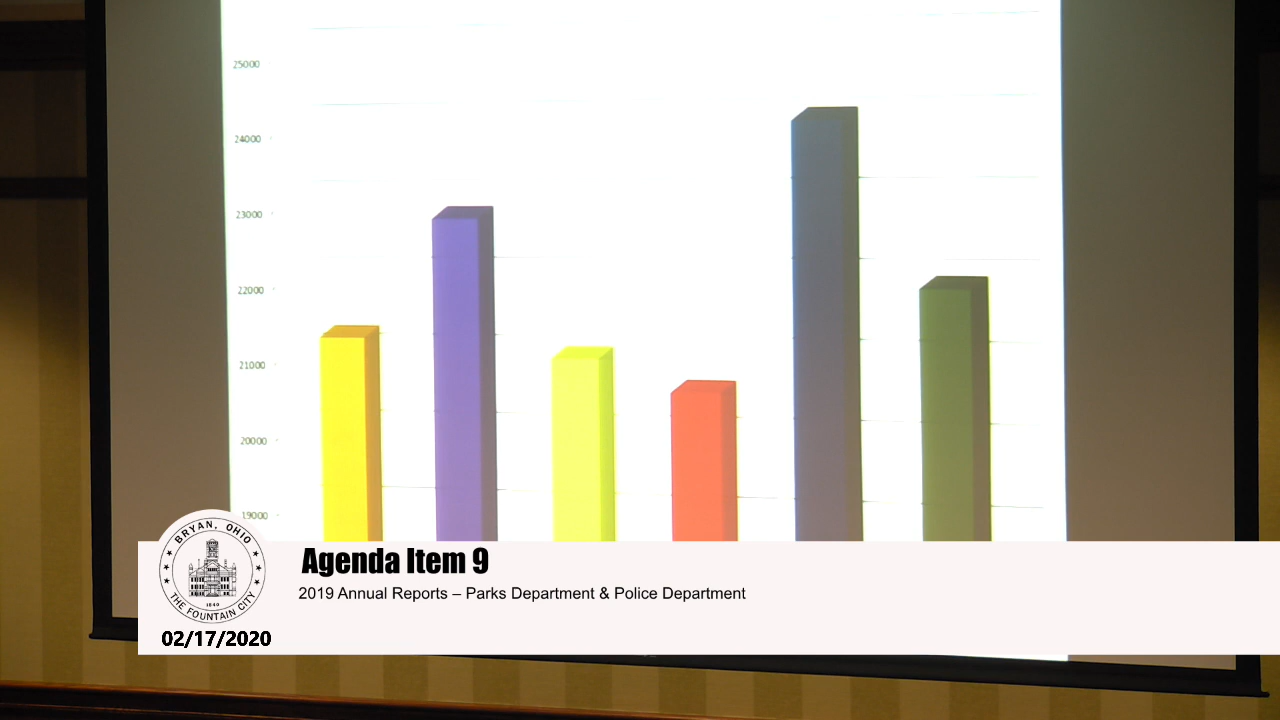 25000
24000
23000
22000
21000
20000
19000
BRYAN, OHIO
1840
THE FOUNTAIN CITY
02/17/2020
Agenda Item 9
2019 Annual Reports – Parks Department & Police Department